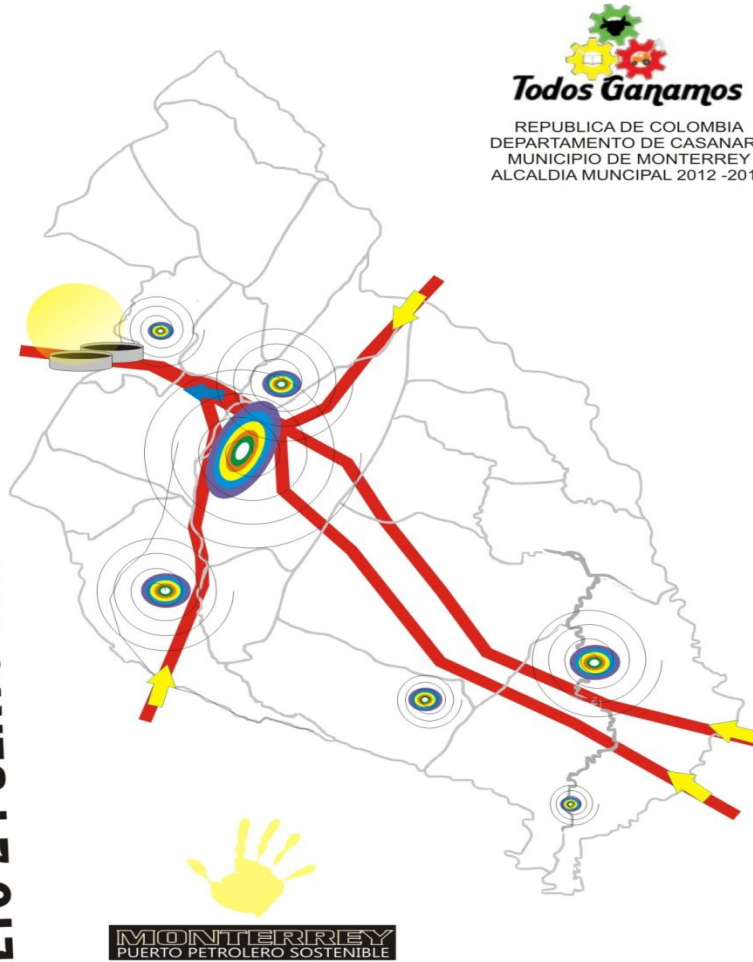 Todos Ganamos
REPUBLICA DE COLOMBIA
DEPARTAMENTO DE CASANAR
MUNICIPIO DE MONTERREY
ALCALDIA MUNCIPAL 2012 -201
MONTERREY
PUERTO PETROLERO SOSTENIBLE